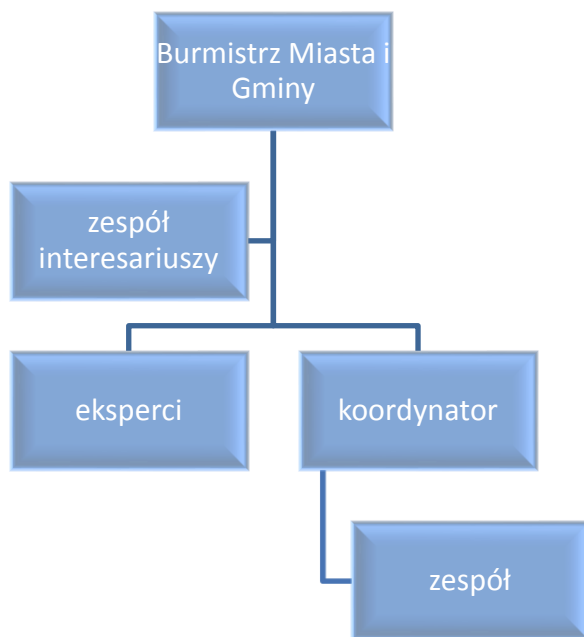 Burmistrz Miasta i
Gminy
zespół
interesariuszy
eksperci
koordynator
zespół